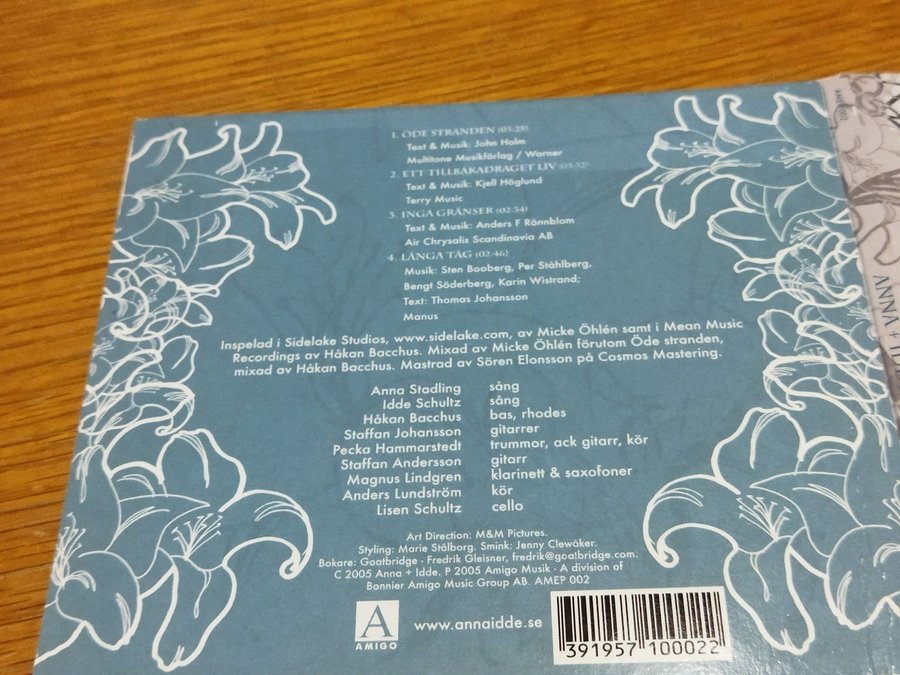 1. ÖDE STRANDEN (05-25)
Text & Musik: John Holm
Multitone Musikförlag / Warner
2. ETT TILLBAKADRAGET LIV (05-52)
Text & Musik: Kjell Höglund
Terry Music
3. INGA GRÄNSER (02-54)
Text & Musik: Anders F Rönnblom
Air Chrysalis Scandinavia AB
4. LÅNGA TÅG (02-46)
Musik: Sten Booberg, Per Ståhlberg,
Bengt Söderberg, Karin Wistrand;
Text: Thomas Johansson
Manus
Inspelad i Sidelake Studios, www.sidelake.com, av Micke Öhlén samt i Mean Music
Recordings av Håkan Bacchus. Mixad av Micke Öhlén förutom Öde stranden,
mixad av Håkan Bacchus. Mastrad av Sören Elonsson på Cosmos Mastering.
Anna Stadling sång
Idde Schultz sång
Håkan Bacchus bas, rhodes
Staffan Johansson gitarrer
Pecka Hammarstedt trummor, ack gitarr, kör
Staffan Andersson gitarr
Magnus Lindgren klarinett & saxofoner
Anders Lundström kör
Lisen Schultz cello
Art Direction: M&M Pictures.
Styling: Marie Stålborg. Smink: Jenny Clewåker.
Bokare: Goatbridge - Fredrik Gleisner, fredrik@goatbridge.com.
C 2005 Anna + Idde. P 2005 Amigo Musik - A division of
Bonnier Amigo Music Group AB. AMEP 002
A
AMIGO
www.annaidde.se
391957 100022
ANNA +